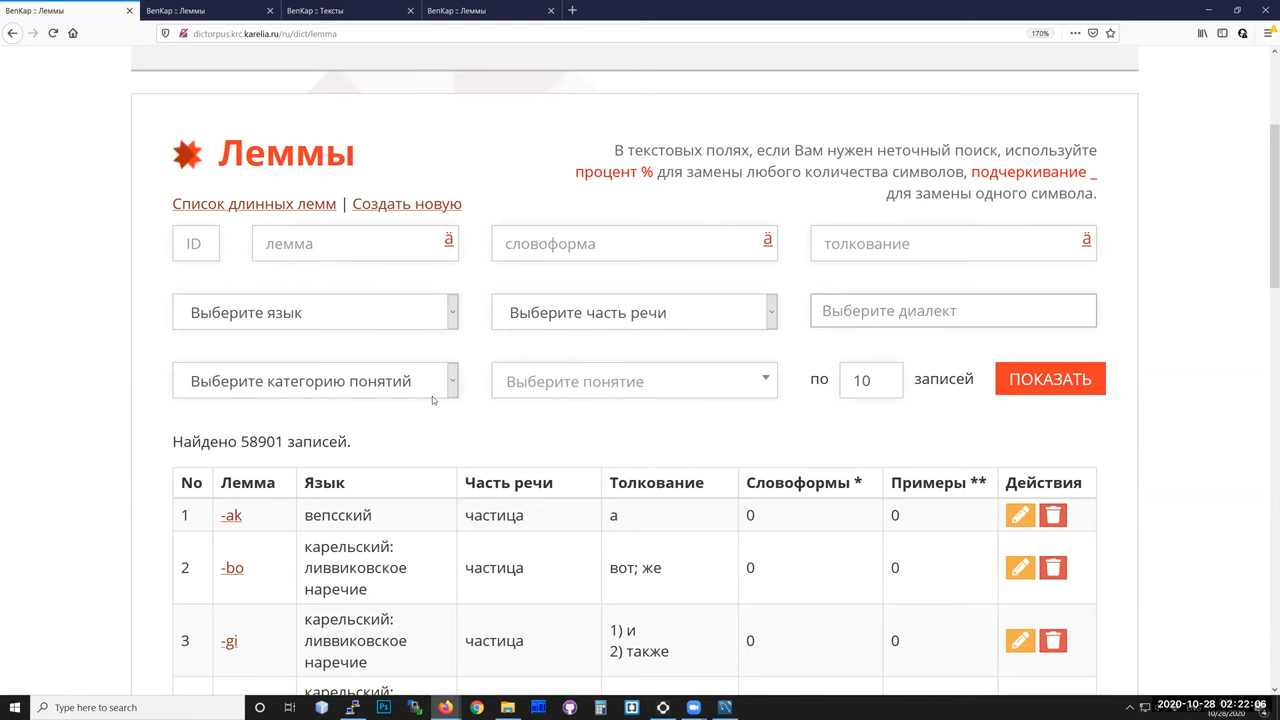 ВепКар :: Леммы
ВепКар :: Леммы
ВепКар :: Тексты
ВепКар :: Леммы
dictorpus.krc.karelia.ru/ru/dict/lemma
170%
Леммы
В текстовых полях, если Вам нужен неточный поиск, используйте
процент % для замены любого количества символов, подчеркивание _
для замены одного символа.
Список длинных лемм | Создать новую
ID
лемма ä
словоформа ä
толкование ä
Выберите язык
Выберите часть речи
Выберите диалект
Выберите категорию понятий
Выберите понятие
по 10 записей
ПОКАЗАТЬ
Найдено 58901 записей.
No Лемма Язык Часть речи Толкование Словоформы * Примеры ** Действия
1 -ak вепсский частица а 0 0
карельский:
2 -bo ливвиковское частица вот; же 0 0
наречие
карельский:
1) и
3 -gi ливвиковское частица 0 0
2) также
наречие
карельский:
Type here to search
2020-10-28 02:22:06
10/28/2020